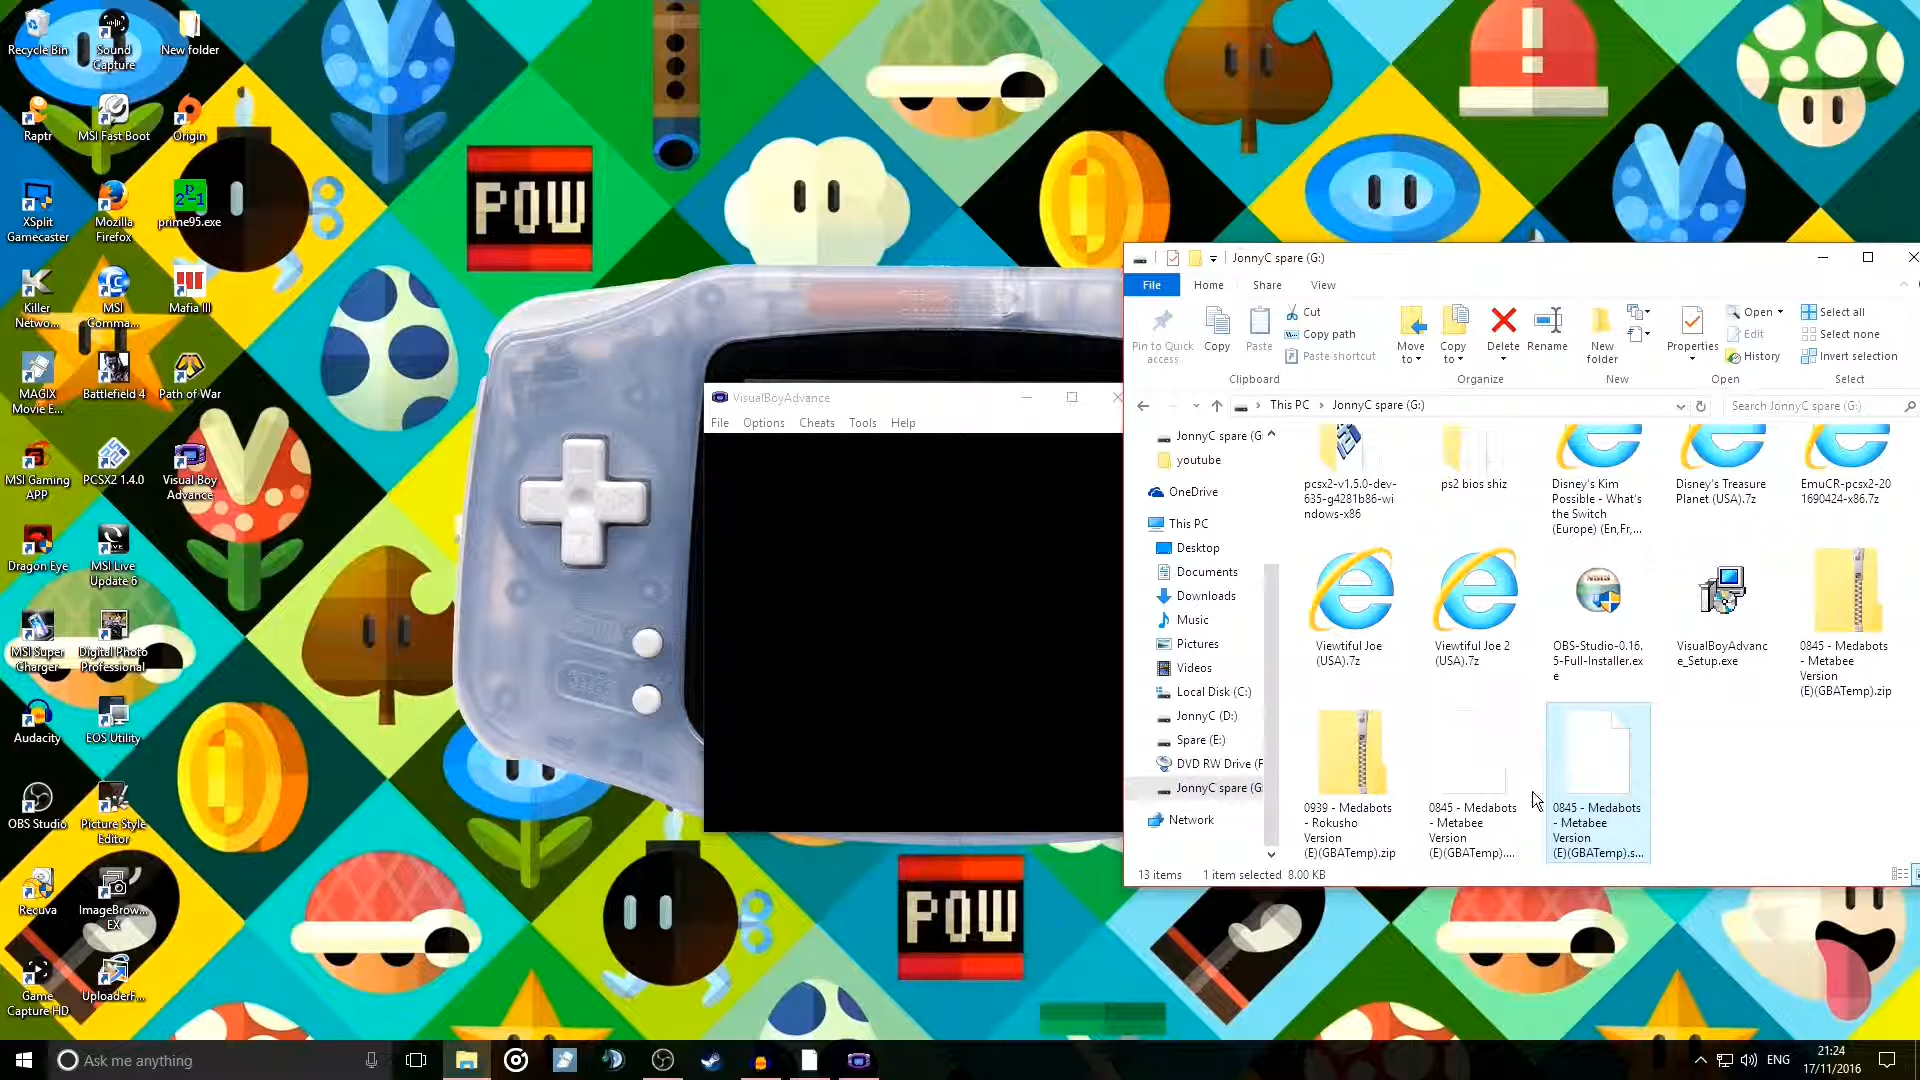 Recycle Bin
Sound
Capture
New folder
Raptr
MSI Fast Boot
Origin
XSplit
Gamecaster
Mozilla
Firefox
prime95.exe
Killer
Netwo...
MSI
Comma...
Mafia III
MAGIX
Movie E...
Battlefield 4
Path of War
MSI Gaming
APP
PCSX2 1.4.0
Visual Boy
Advance
Dragon Eye
MSI Live
Update 6
MSI Super
Charger
Digital Photo
Professional
Audacity
EOS Utility
OBS Studio
Picture Style
Editor
Recuva
ImageBrow...
EX
Game
Capture HD
UploaderF...
POW
POW
VisualBoyAdvance
File Options Cheats Tools Help
JonnyC spare (G:)
File Home Share View
Pin to Quick
access
Copy
Paste
Cut
Copy path
Paste shortcut
Clipboard
Move
to
Copy
to
Delete
Rename
Organize
New
folder
New
Properties
Open
Edit
History
Open
Select all
Select none
Invert selection
Select
This PC
JonnyC spare (G:)
Search JonnyC spare (G:)
JonnyC spare (G:
youtube
OneDrive
This PC
Desktop
Documents
Downloads
Music
Pictures
Videos
Local Disk (C:)
JonnyC (D:)
Spare (E:)
DVD RW Drive (F
JonnyC spare (G:
Network
pcsx2-v1.5.0-dev-
635-g4281b86-wi
ndows-x86
ps2 bios shiz
Disney's Kim
Possible - What's
the Switch
(Europe) (En,Fr,...
Disney's Treasure
Planet (USA).7z
EmuCR-pcsx2-20
1690424-x86.7z
Viewtiful Joe
(USA).7z
Viewtiful Joe 2
(USA).7z
OBS-Studio-0.16.
5-Full-Installer.ex
e
VisualBoyAdvanc
e_Setup.exe
0845 - Medabots
- Metabee
Version
(E)(GBATemp).zip
0939 - Medabots
- Rokusho
Version
(E)(GBATemp).zip
0845 - Medabots
- Metabee
Version
(E)(GBATemp)....
0845 - Medabots
- Metabee
Version
(E)(GBATemp).s...
13 items 1 item selected 8.00 KB
Ask me anything
ENG
21:24
17/11/2016